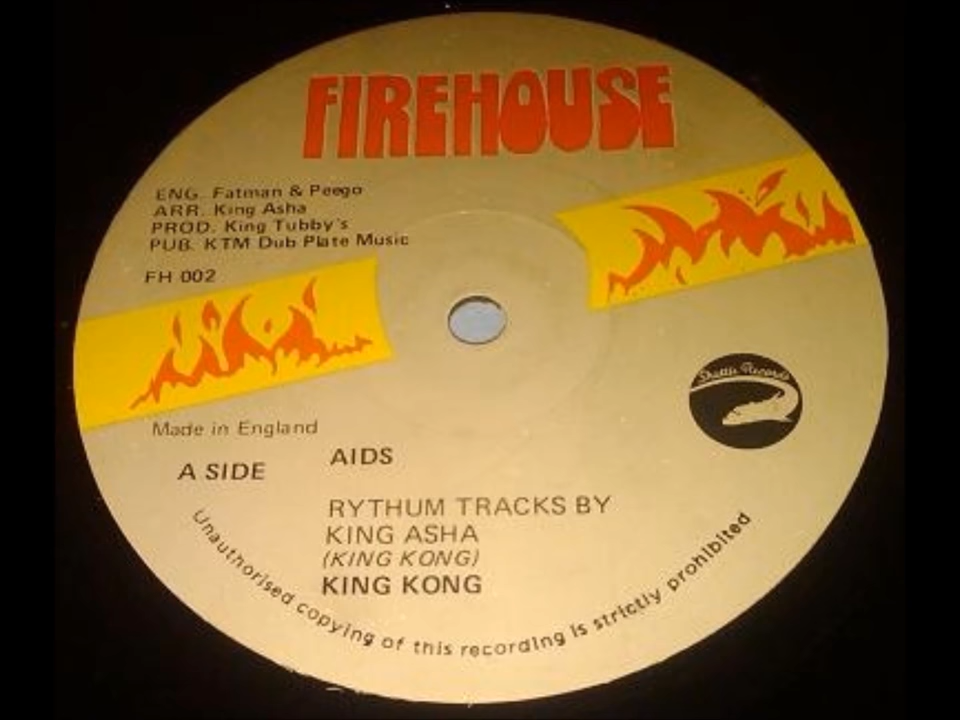 FIREHOUSE
ENG. Fatman & Peego
ARR. King Asha
PROD. King Tubby's
PUB. KTM Dub Plate Music
FH 002
Shuttle Records
Made in England
A SIDE
AIDS
RYTHUM TRACKS BY
KING ASHA
(KING KONG)
KING KONG
Unauthorised copying of this recording is strictly prohibited